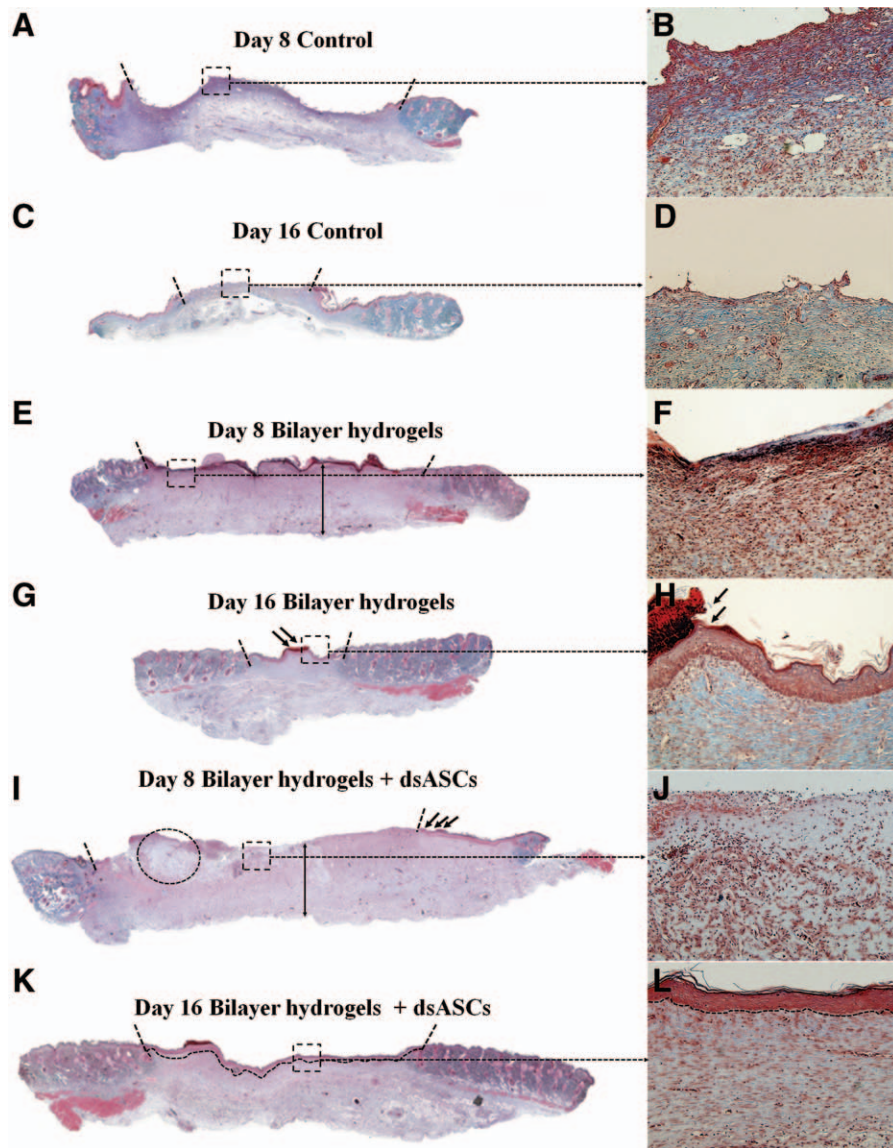 A
Day 8 Control
B
C
Day 16 Control
D
E
Day 8 Bilayer hydrogels
F
G
Day 16 Bilayer hydrogels
H
I
Day 8 Bilayer hydrogels + dsASCs
J
K
Day 16 Bilayer hydrogels + dsASCs
L